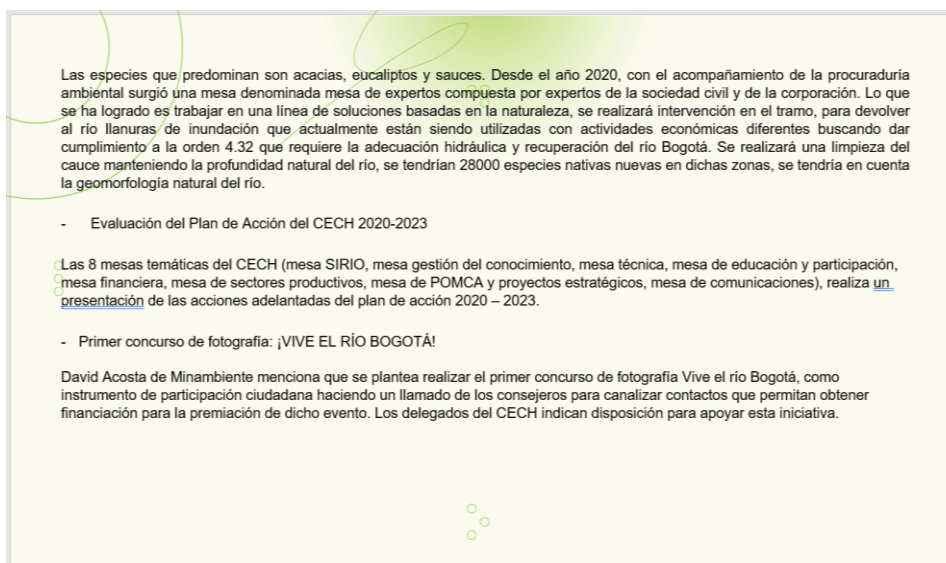 Las especies que predominan son acacias, eucaliptos y sauces. Desde el año 2020, con el acompañamiento de la procuraduría
ambiental surgió una mesa denominada mesa de expertos compuesta por expertos de la sociedad civil y de la corporación. Lo que
se ha logrado es trabajar en una línea de soluciones basadas en la naturaleza, se realizará intervención en el tramo, para devolver
al río llanuras de inundación que actualmente están siendo utilizadas con actividades económicas diferentes buscando dar
cumplimiento a la orden 4.32 que requiere la adecuación hidráulica y recuperación del río Bogotá. Se realizará una limpieza del
cauce manteniendo la profundidad natural del río, se tendrían 28000 especies nativas nuevas en dichas zonas, se tendría en cuenta
la geomorfología natural del río.
- Evaluación del Plan de Acción del CECH 2020-2023
Las 8 mesas temáticas del CECH (mesa SIRIO, mesa gestión del conocimiento, mesa técnica, mesa de educación y participación,
mesa financiera, mesa de sectores productivos, mesa de POMCA y proyectos estratégicos, mesa de comunicaciones), realiza un
presentación de las acciones adelantadas del plan de acción 2020 – 2023.
- Primer concurso de fotografía: ¡VIVE EL RÍO BOGOTÁ!
David Acosta de Minambiente menciona que se plantea realizar el primer concurso de fotografía Vive el río Bogotá, como
instrumento de participación ciudadana haciendo un llamado de los consejeros para canalizar contactos que permitan obtener
financiación para la premiación de dicho evento. Los delegados del CECH indican disposición para apoyar esta iniciativa.